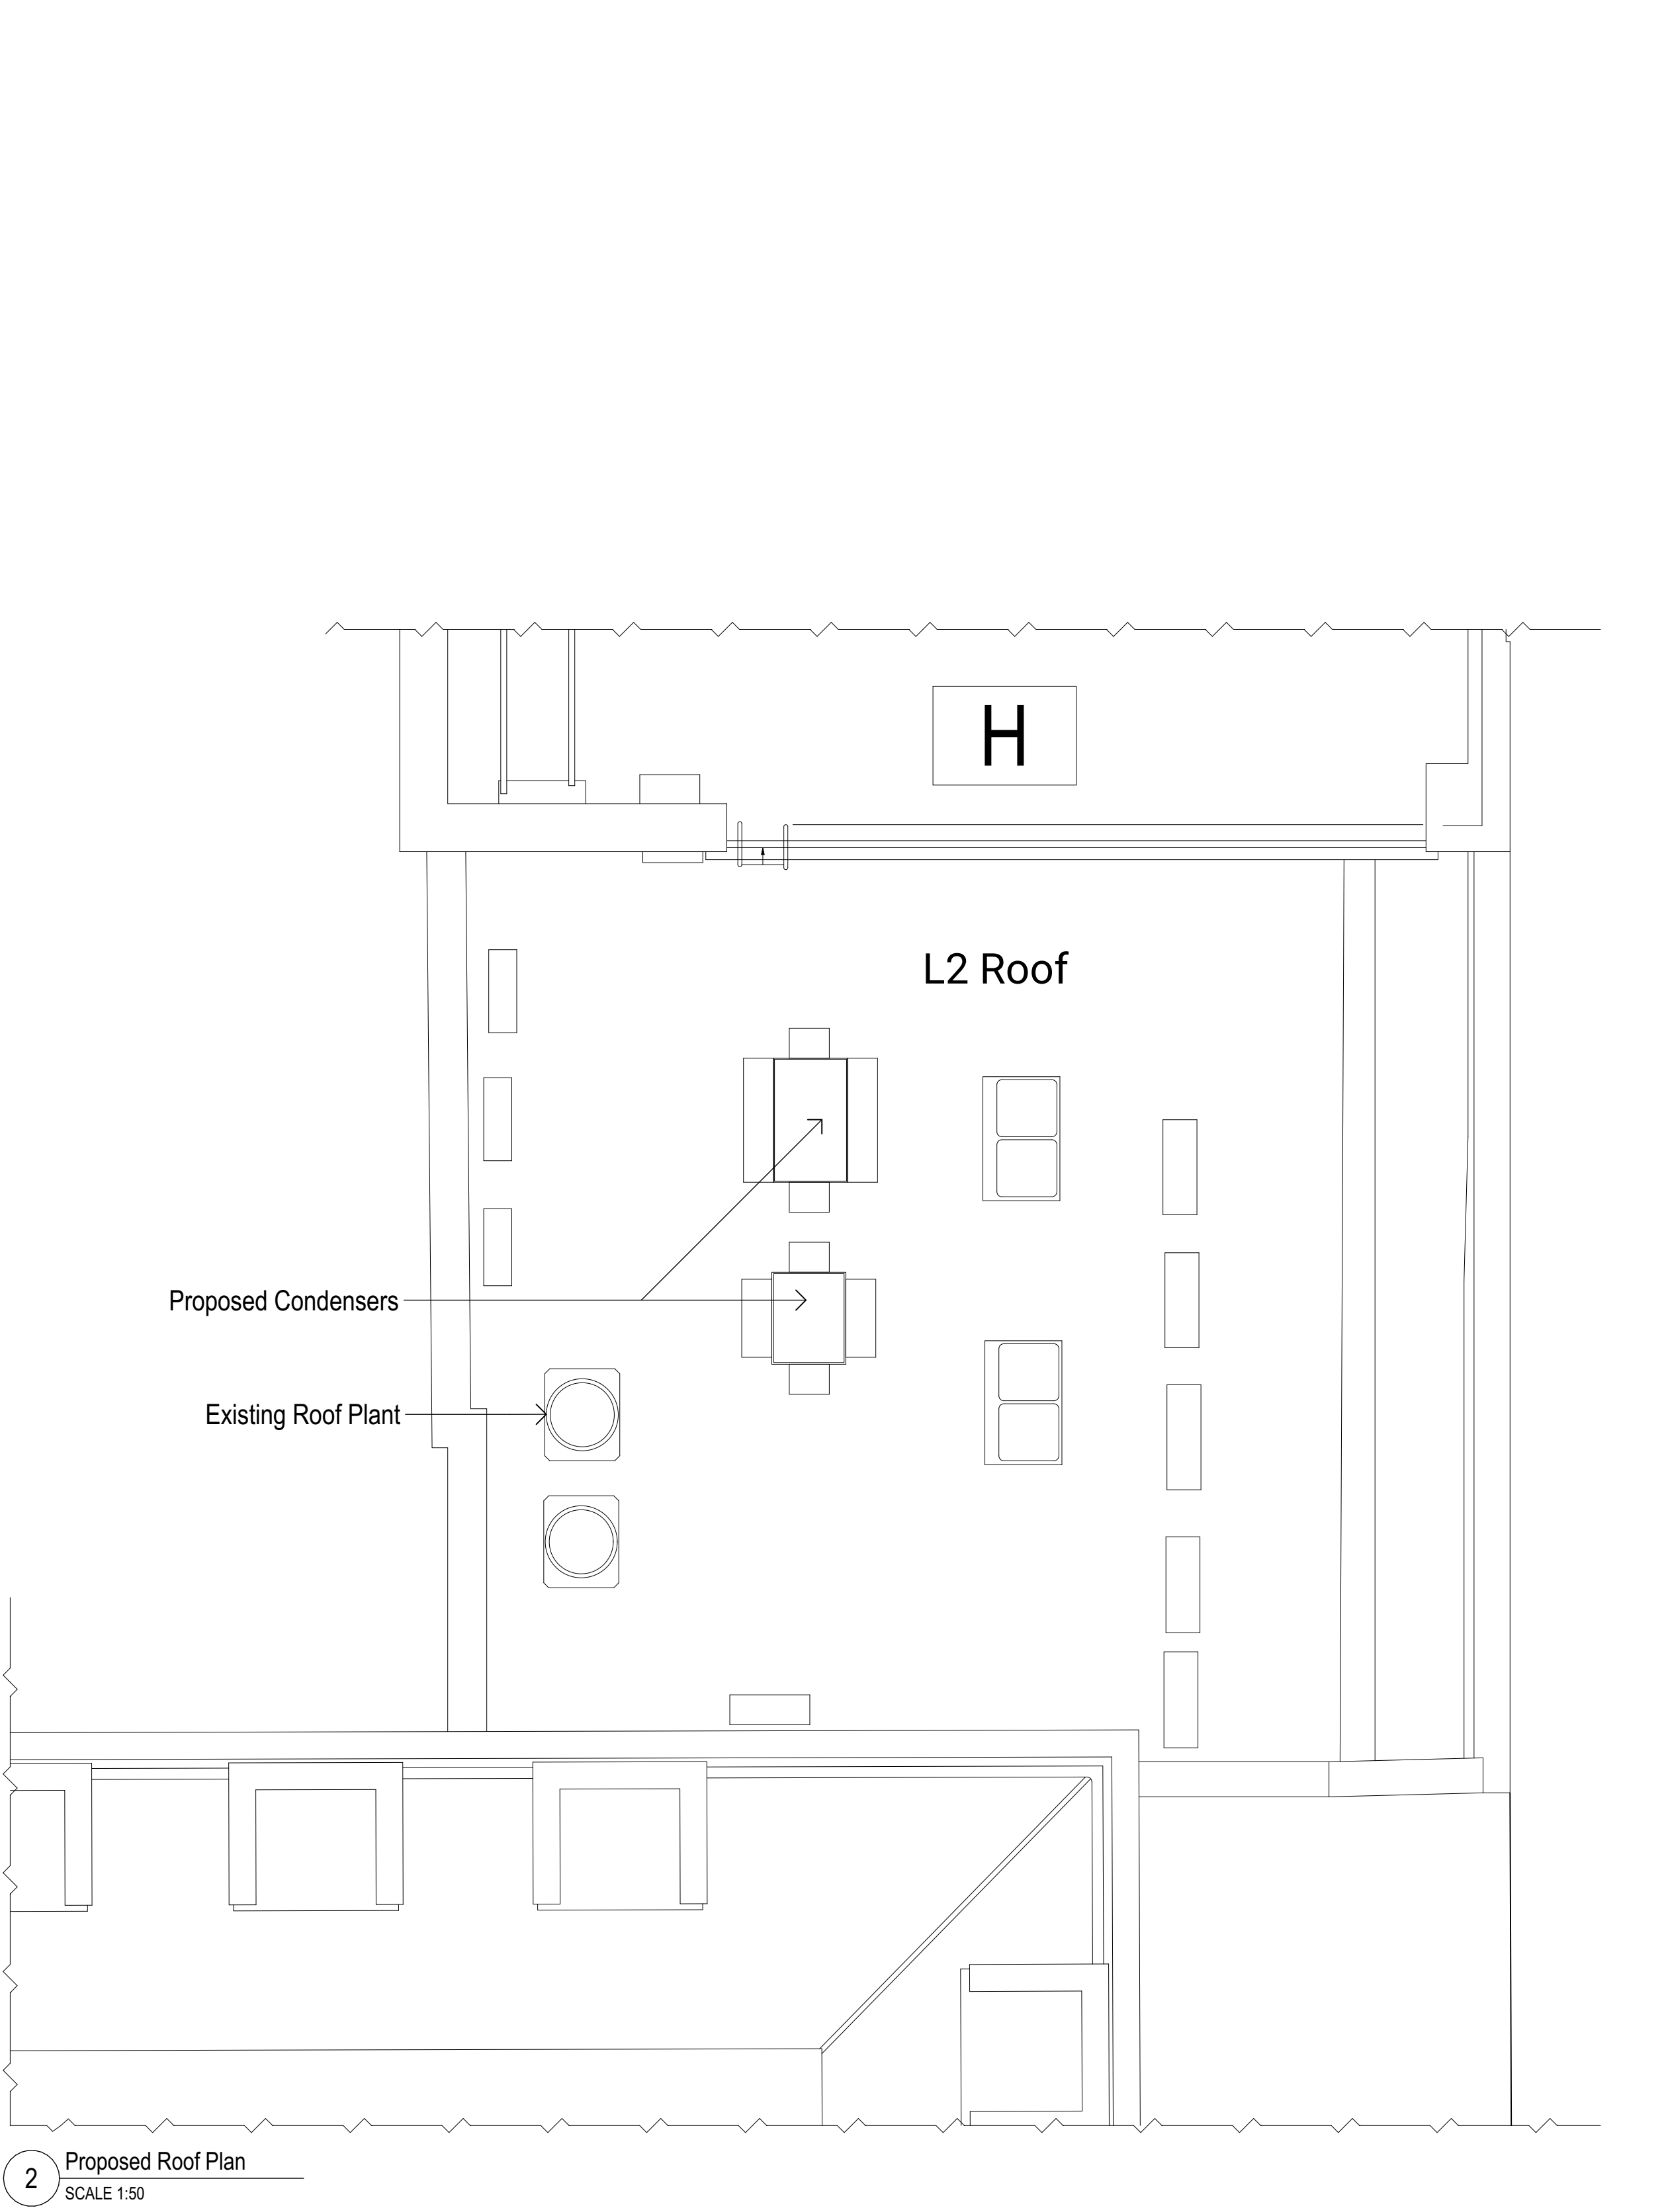 H
L2 Roof
Proposed Condensers
Existing Roof Plant
2
Proposed Roof Plan
SCALE 1:50